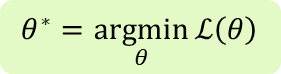 θ* = argmin ℒ(θ)
θ